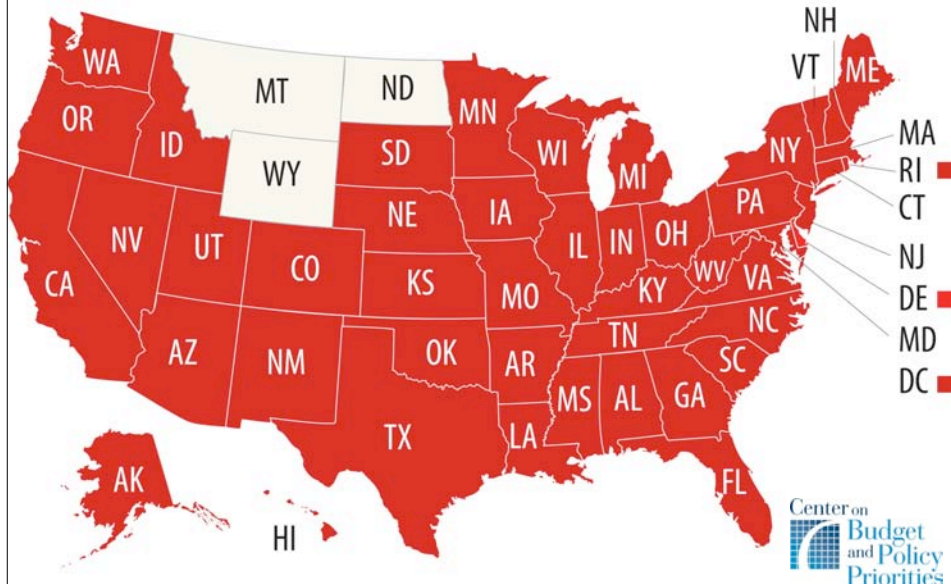 NH
VT
ME
WA
MT
ND
MN
OR
ID
SD
WI
MI
NY
MA
RI
CT
WY
NE
IA
PA
NJ
NV
UT
CO
IL
IN
OH
DE
CA
KS
MO
KY
WV
VA
MD
AZ
NM
OK
AR
TN
NC
SC
DC
TX
LA
MS
AL
GA
FL
AK
HI
Center on
Budget
and Policy
Priorities